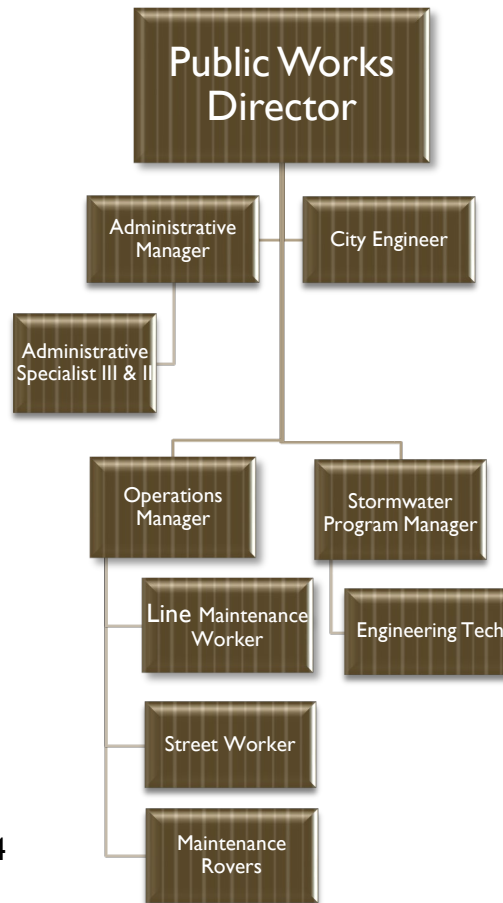 Public Works
Director
Administrative
Manager
City Engineer
Administrative
Specialist III & II
Operations
Manager
Stormwater
Program Manager
Line Maintenance
Worker
Engineering Tech
Street Worker
Maintenance
Rovers
4